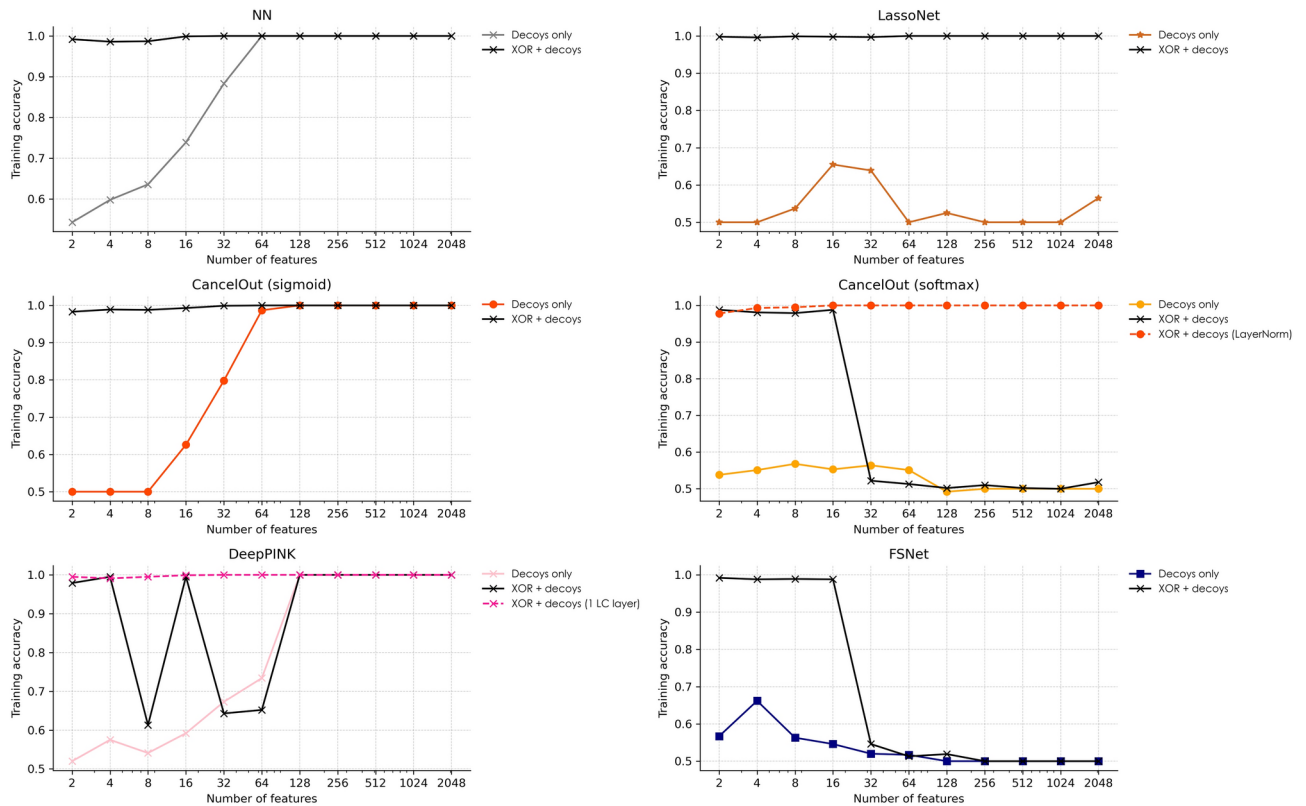 NN
Training accuracy
1.0
0.9
0.8
0.7
0.6
2 4 8 16 32 64 128 256 512 1024 2048
Number of features
Decoys only
XOR + decoys
LassoNet
Training accuracy
1.0
0.9
0.8
0.7
0.6
0.5
2 4 8 16 32 64 128 256 512 1024 2048
Number of features
Decoys only
XOR + decoys
CancelOut (sigmoid)
Training accuracy
1.0
0.9
0.8
0.7
0.6
0.5
2 4 8 16 32 64 128 256 512 1024 2048
Number of features
Decoys only
XOR + decoys
CancelOut (softmax)
Training accuracy
1.0
0.9
0.8
0.7
0.6
0.5
2 4 8 16 32 64 128 256 512 1024 2048
Number of features
Decoys only
XOR + decoys
XOR + decoys (LayerNorm)
DeepPINK
Training accuracy
1.0
0.9
0.8
0.7
0.6
0.5
2 4 8 16 32 64 128 256 512 1024 2048
Number of features
Decoys only
XOR + decoys
XOR + decoys (1 LC layer)
FSNet
Training accuracy
1.0
0.9
0.8
0.7
0.6
0.5
2 4 8 16 32 64 128 256 512 1024 2048
Number of features
Decoys only
XOR + decoys